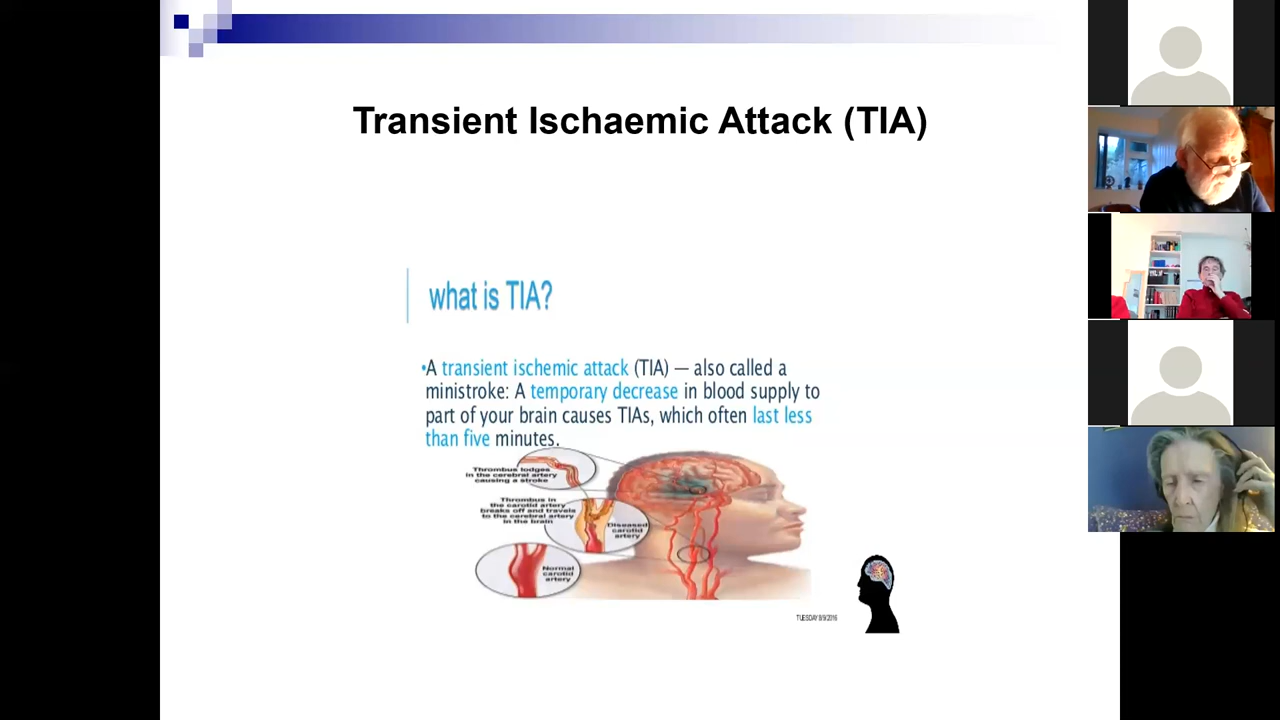 Transient Ischaemic Attack (TIA)
what is TIA?
•A transient ischemic attack (TIA) — also called a
ministroke: A temporary decrease in blood supply to
part of your brain causes TIAs, which often last less
than five minutes.
Thrombus lodges
in the cerebral artery
causing a stroke
Thrombus in
the carotid artery
breaks off and travels
to the cerebral artery
in the brain
Diseased
carotid
artery
Normal
carotid
artery
TUESDAY 8/9/2016